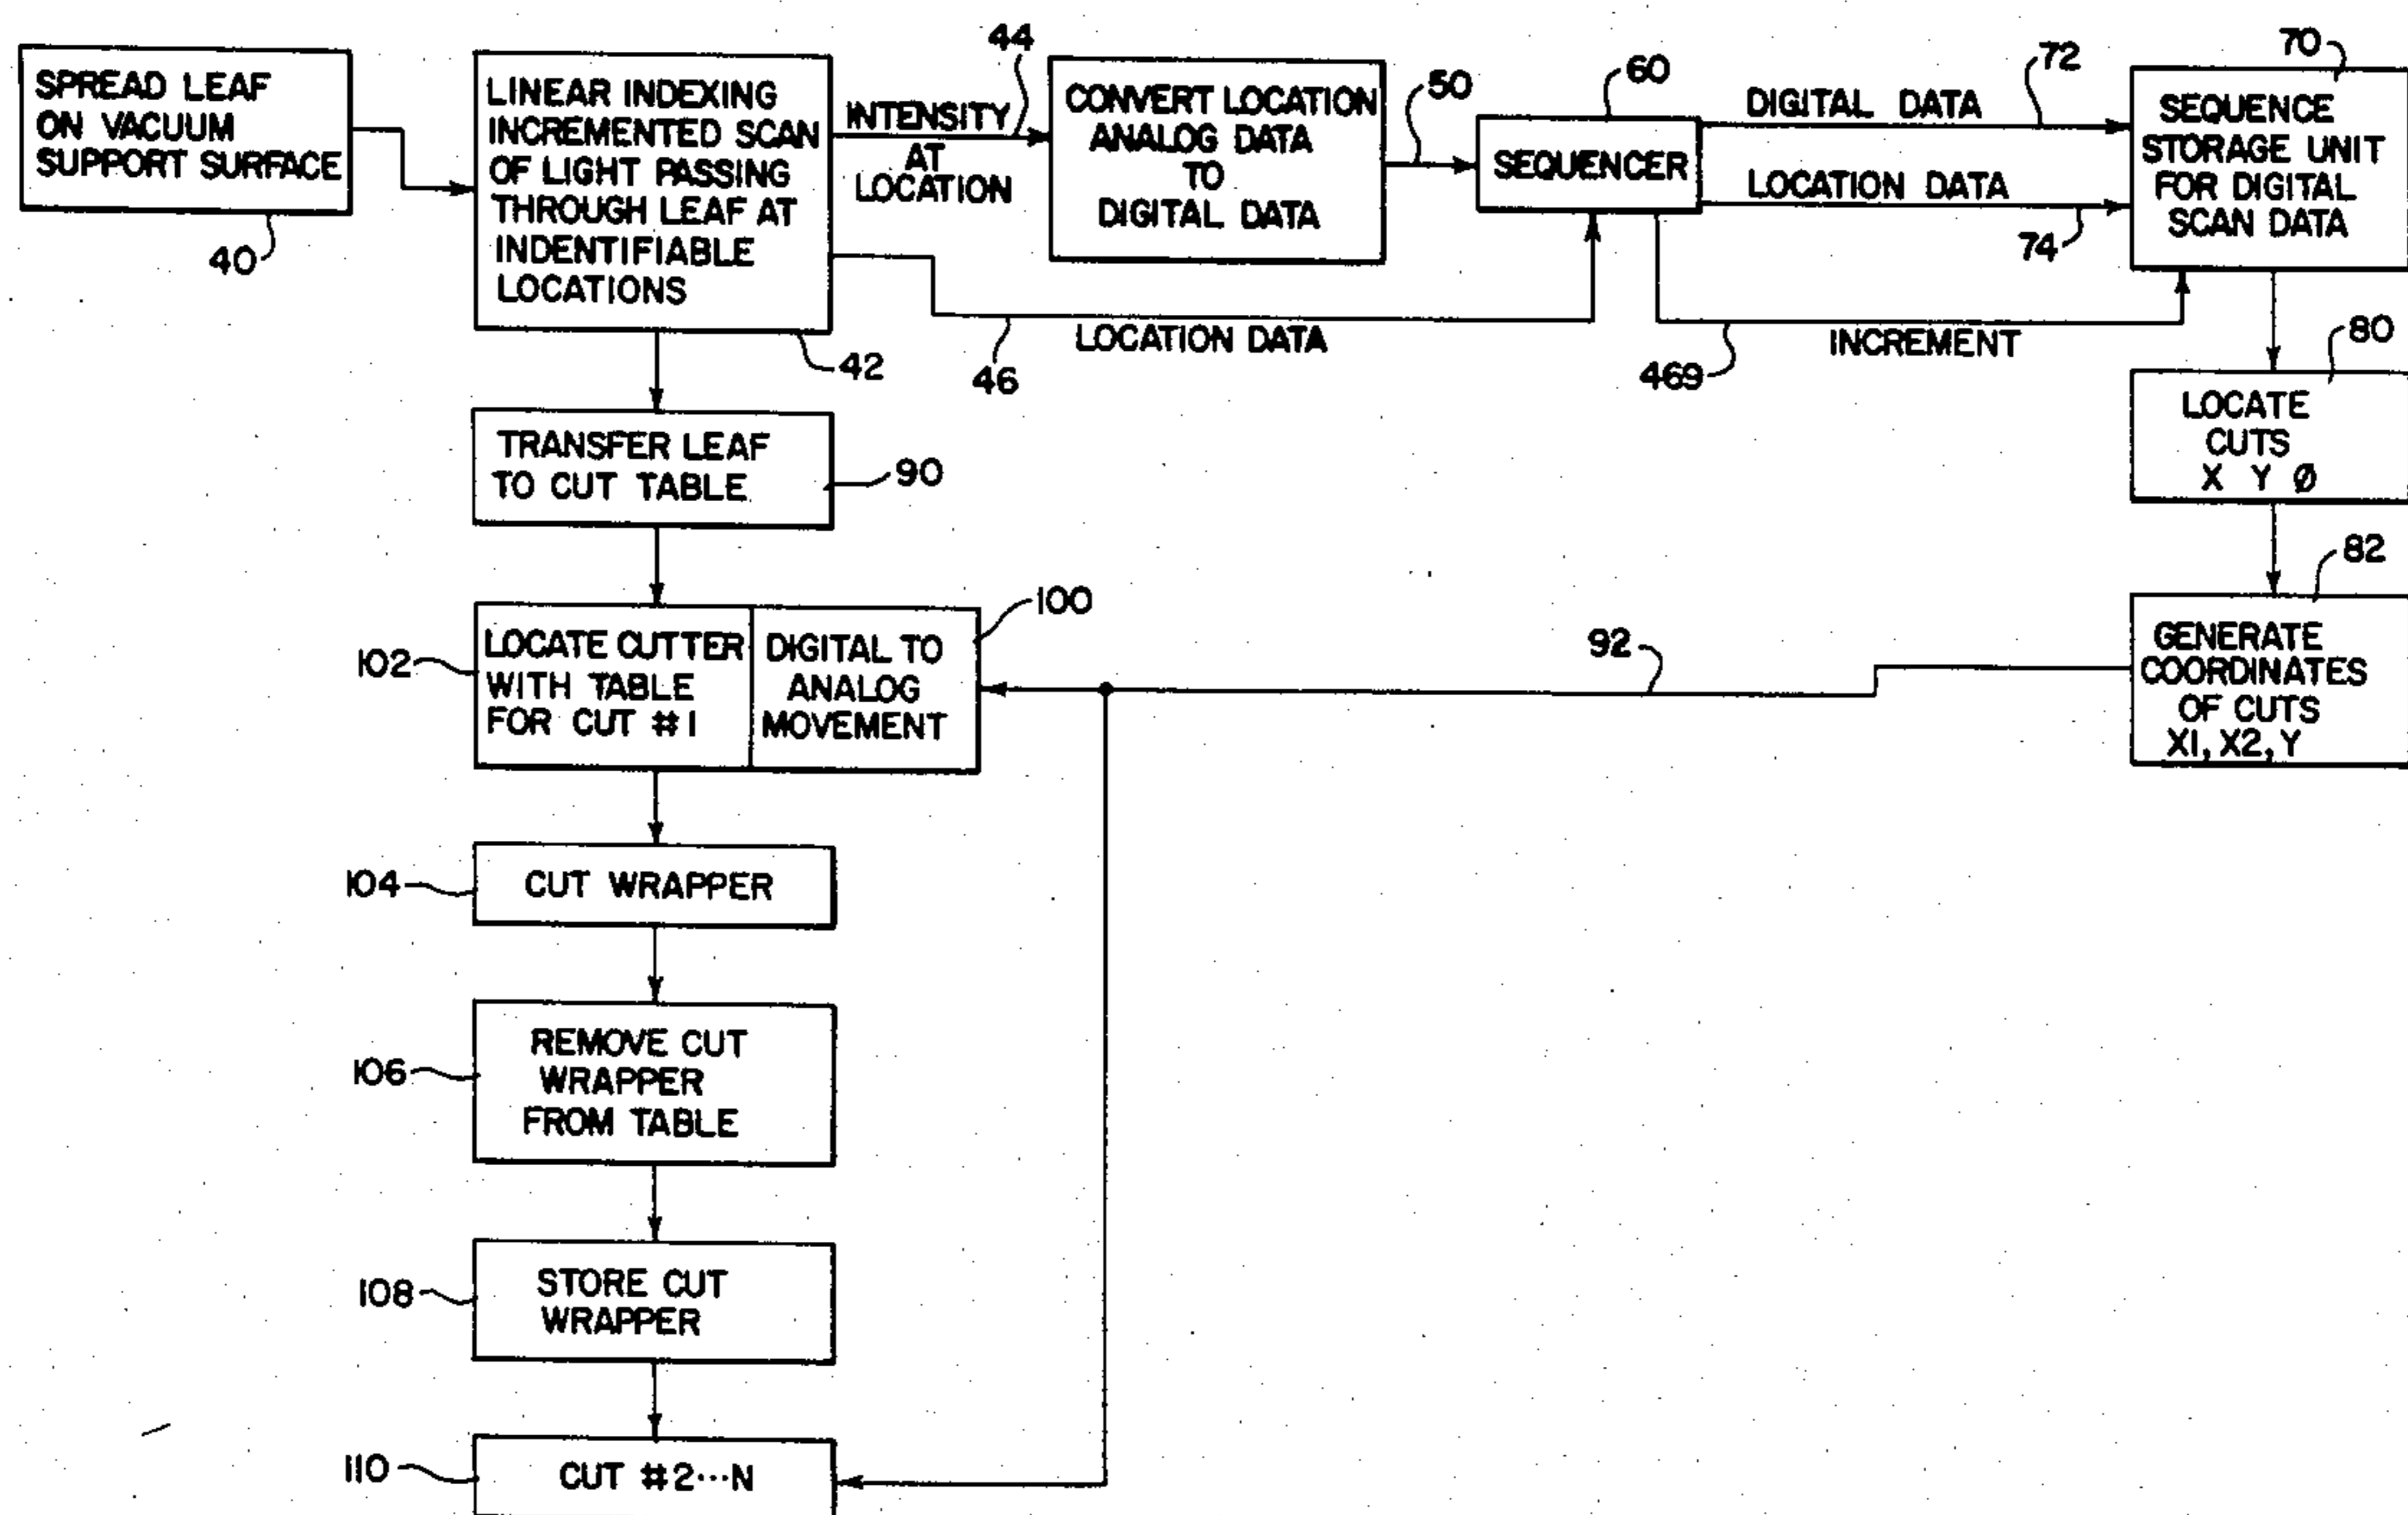 SPREAD LEAF
ON VACUUM
SUPPORT SURFACE
40
LINEAR INDEXING
INCREMENTED SCAN
OF LIGHT PASSING
THROUGH LEAF AT
INDENTIFIABLE
LOCATIONS
42
44
INTENSITY
AT
LOCATION
CONVERT LOCATION
ANALOG DATA
TO
DIGITAL DATA
50
60
SEQUENCER
72
DIGITAL DATA
LOCATION DATA
74
70
SEQUENCE
STORAGE UNIT
FOR DIGITAL
SCAN DATA
46
LOCATION DATA
469
INCREMENT
80
LOCATE
CUTS
X Y Ø
82
GENERATE
COORDINATES
OF CUTS
X1, X2, Y
92
TRANSFER LEAF
TO CUT TABLE
90
102
LOCATE CUTTER
WITH TABLE
FOR CUT #1
100
DIGITAL TO
ANALOG
MOVEMENT
104
CUT WRAPPER
106
REMOVE CUT
WRAPPER
FROM TABLE
108
STORE CUT
WRAPPER
110
CUT #2···N